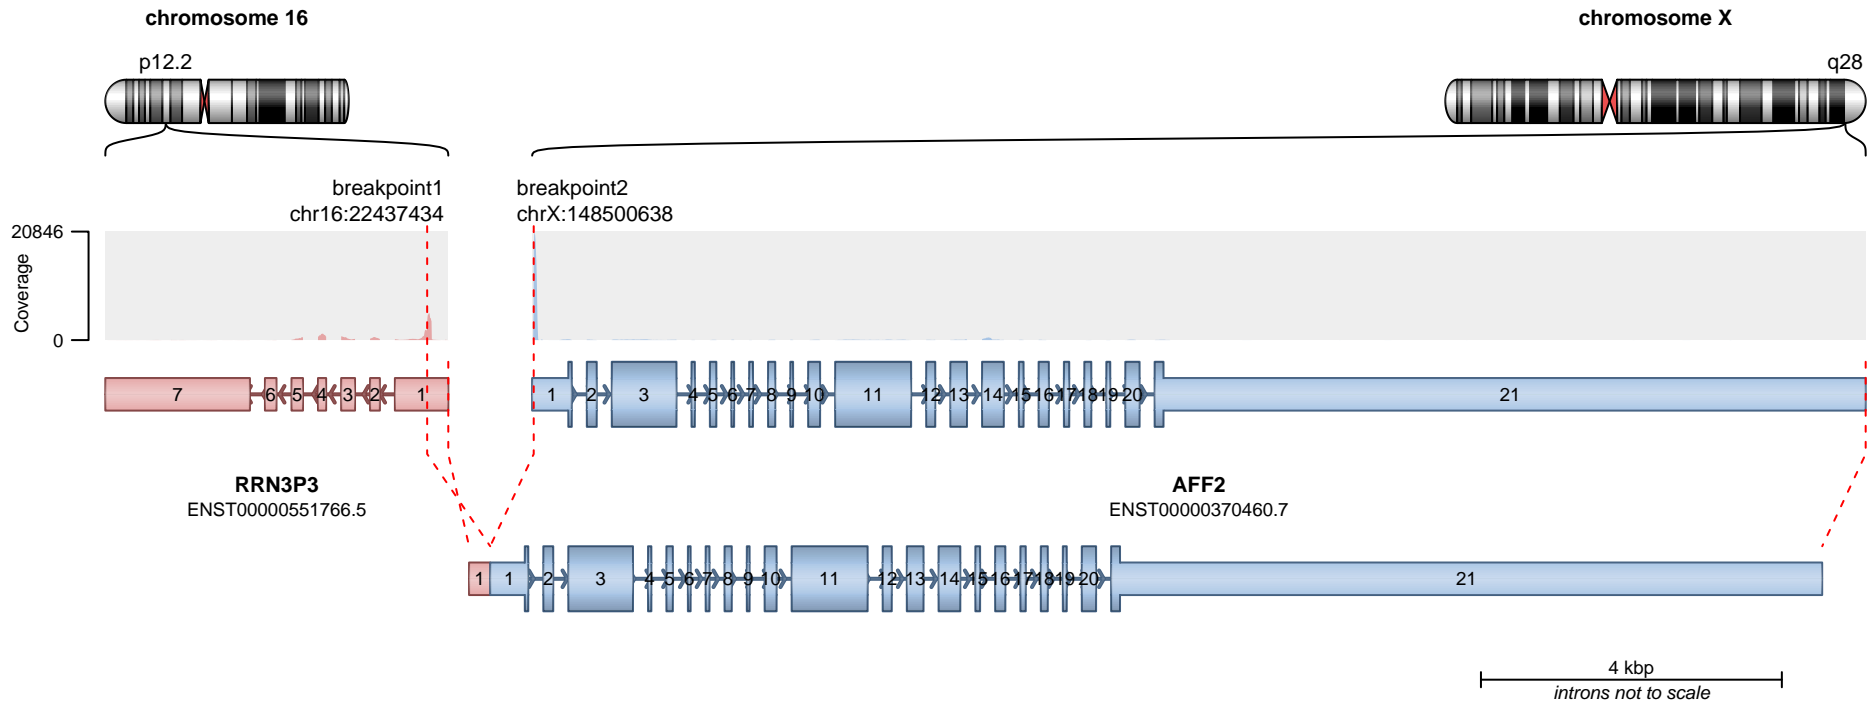 chromosome 16
chromosome X
p12.2
q28
breakpoint1
chr16:22437434
breakpoint2
chrX:148500638
20846
Coverage
0
7 6 5 4 3 2 1
1 2 3 4 5 6 7 8 9 10 11 12 13 14 15 16 17 18 19 20 21
RRN3P3
ENST00000551766.5
AFF2
ENST00000370460.7
1 1 2 3 4 5 6 7 8 9 10 11 12 13 14 15 16 17 18 19 20 21
4 kbp
introns not to scale